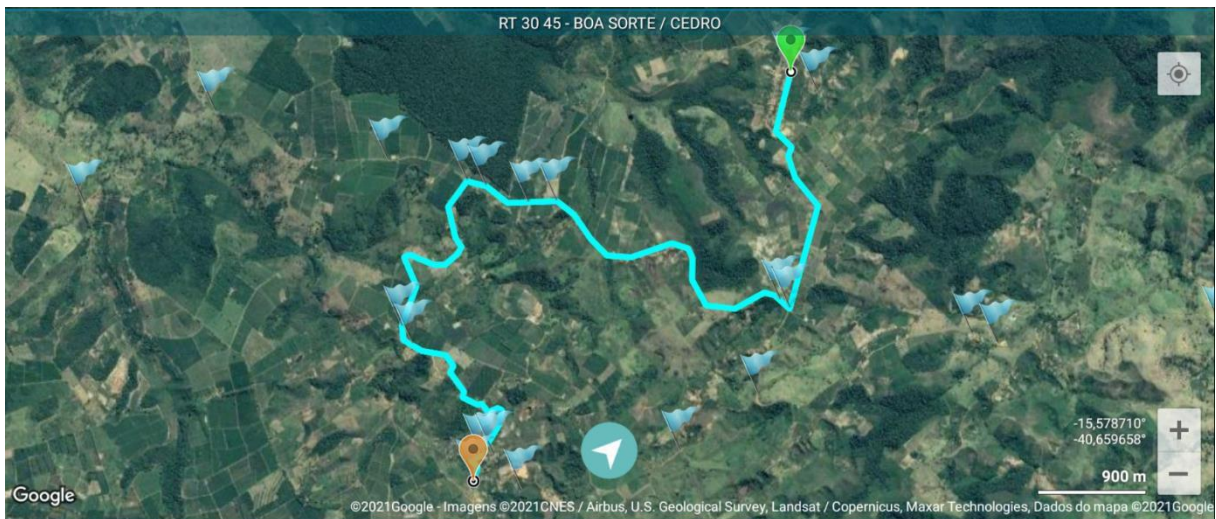 RT 30 45 - BOA SORTE / CEDRO
-15,578710°
-40,659658°
900 m
Google
©2021Google - Imagens ©2021CNES / Airbus, U.S. Geological Survey, Landsat / Copernicus, Maxar Technologies, Dados do mapa ©2021Google